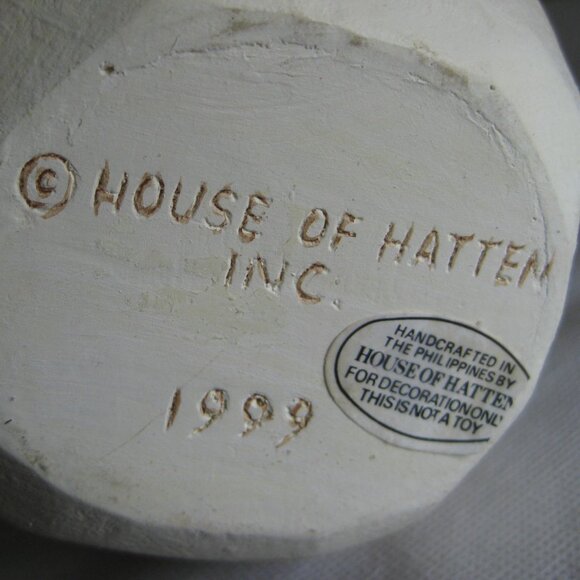 © HOUSE OF HATTEN
INC.
1999
HANDCRAFTED IN
THE PHILIPPINES BY
HOUSE OF HATTEN
FOR DECORATION ONLY
THIS IS NOT A TOY